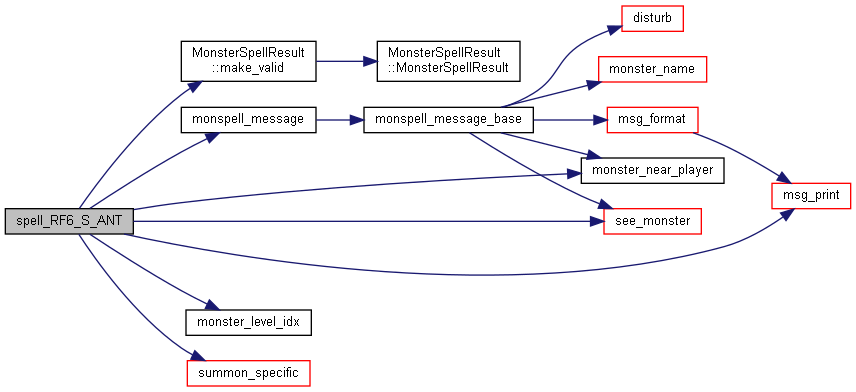 spell_RF6_S_ANT
MonsterSpellResult
::make_valid
MonsterSpellResult
::MonsterSpellResult
monspell_message
monspell_message_base
disturb
monster_name
msg_format
monster_near_player
see_monster
msg_print
monster_level_idx
summon_specific